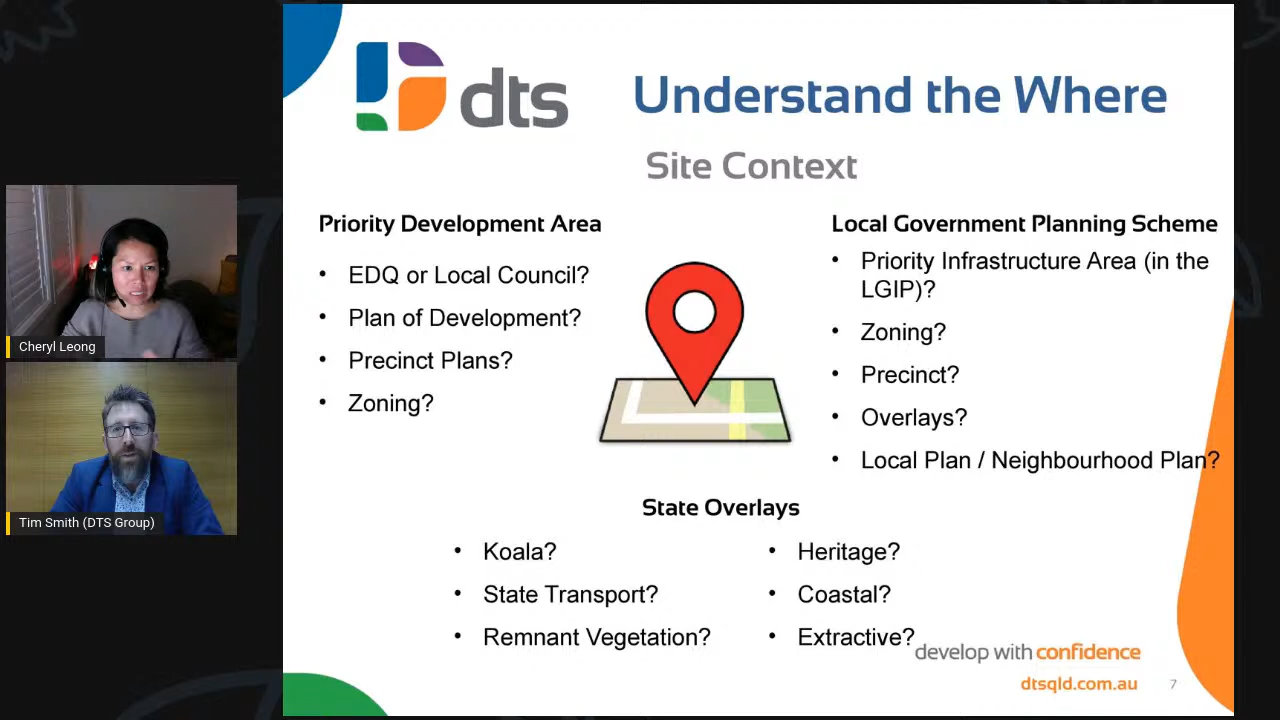 dts
Understand the Where
Site Context
Priority Development Area
• EDQ or Local Council?
• Plan of Development?
• Precinct Plans?
• Zoning?
Local Government Planning Scheme
• Priority Infrastructure Area (in the
LGIP)?
• Zoning?
• Precinct?
• Overlays?
• Local Plan / Neighbourhood Plan?
State Overlays
• Koala?
• State Transport?
• Remnant Vegetation?
• Heritage?
• Coastal?
• Extractive?
develop with confidence
dtsqld.com.au
7
Cheryl Leong
Tim Smith (DTS Group)